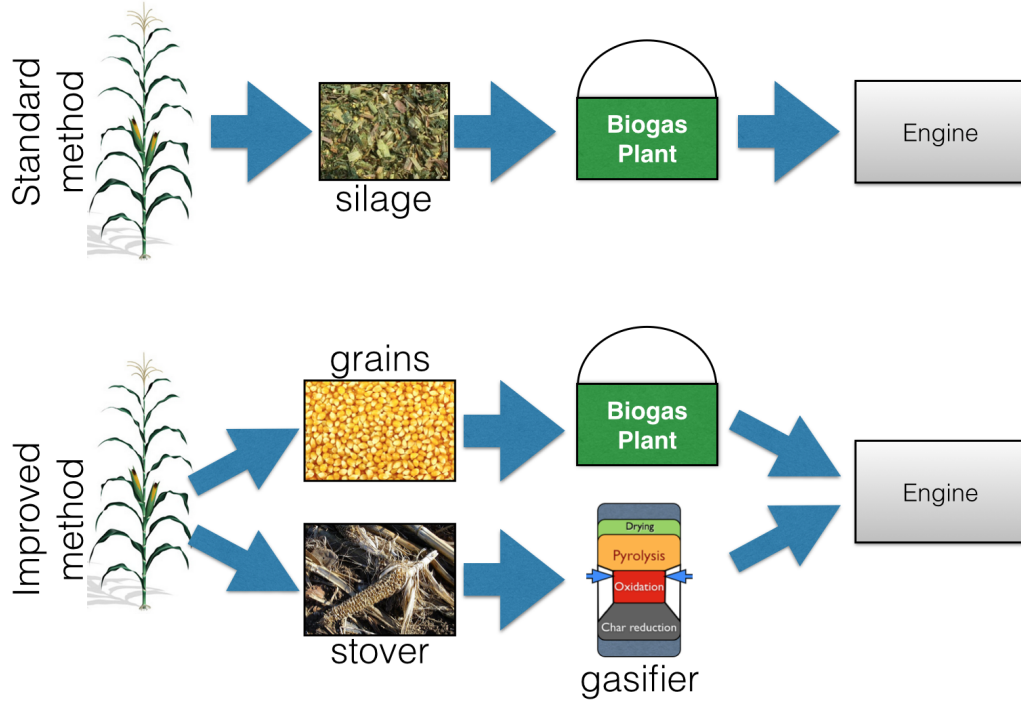 Standard
method
silage
Biogas
Plant
Engine
Improved
method
grains
Biogas
Plant
Engine
stover
Drying
Pyrolysis
Oxidation
Char reduction
gasifier